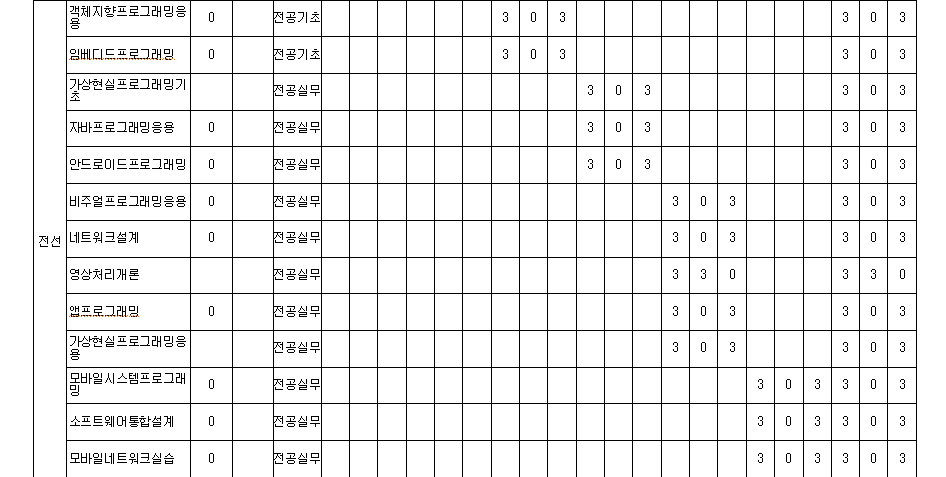 객체지향프로그래밍응
용 0 전공기초 3 0 3 3 0 3
임베디드프로그래밍 0 전공기초 3 0 3 3 0 3
가상현실프로그래밍기
초 전공실무 3 0 3 3 0 3
자바프로그래밍응용 0 전공실무 3 0 3 3 0 3
안드로이드프로그래밍 0 전공실무 3 0 3 3 0 3
비주얼프로그래밍응용 0 전공실무 3 0 3 3 0 3
전선 네트워크설계 0 전공실무 3 0 3 3 0 3
영상처리개론 전공실무 3 3 0 3 3 0
앱프로그래밍 0 전공실무 3 0 3 3 0 3
가상현실프로그래밍응
용 전공실무 3 0 3 3 0 3
모바일시스템프로그래
밍 0 전공실무 3 0 3 3 0 3
소프트웨어통합설계 0 전공실무 3 0 3 3 0 3
모바일네트워크실습 0 전공실무 3 0 3 3 0 3